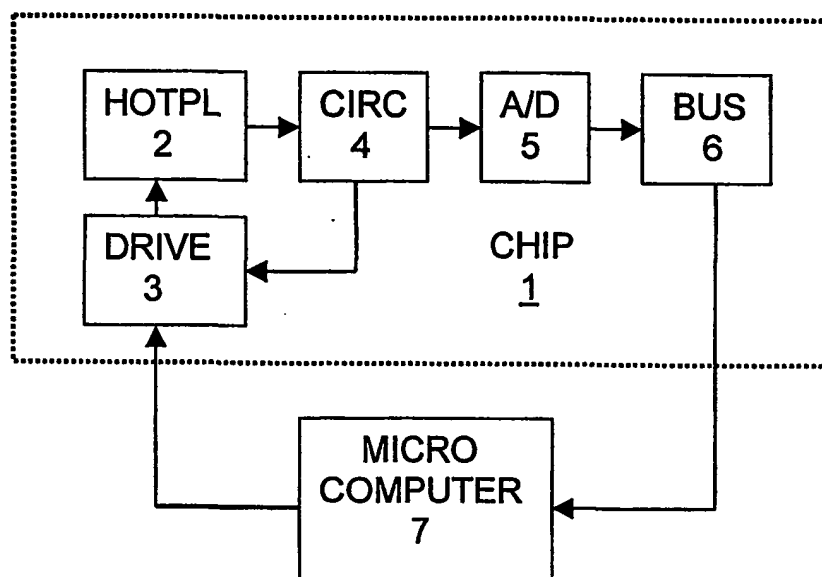 HOTPL
2
CIRC
4
A/D
5
BUS
6
DRIVE
3
CHIP
1
MICRO
COMPUTER
7